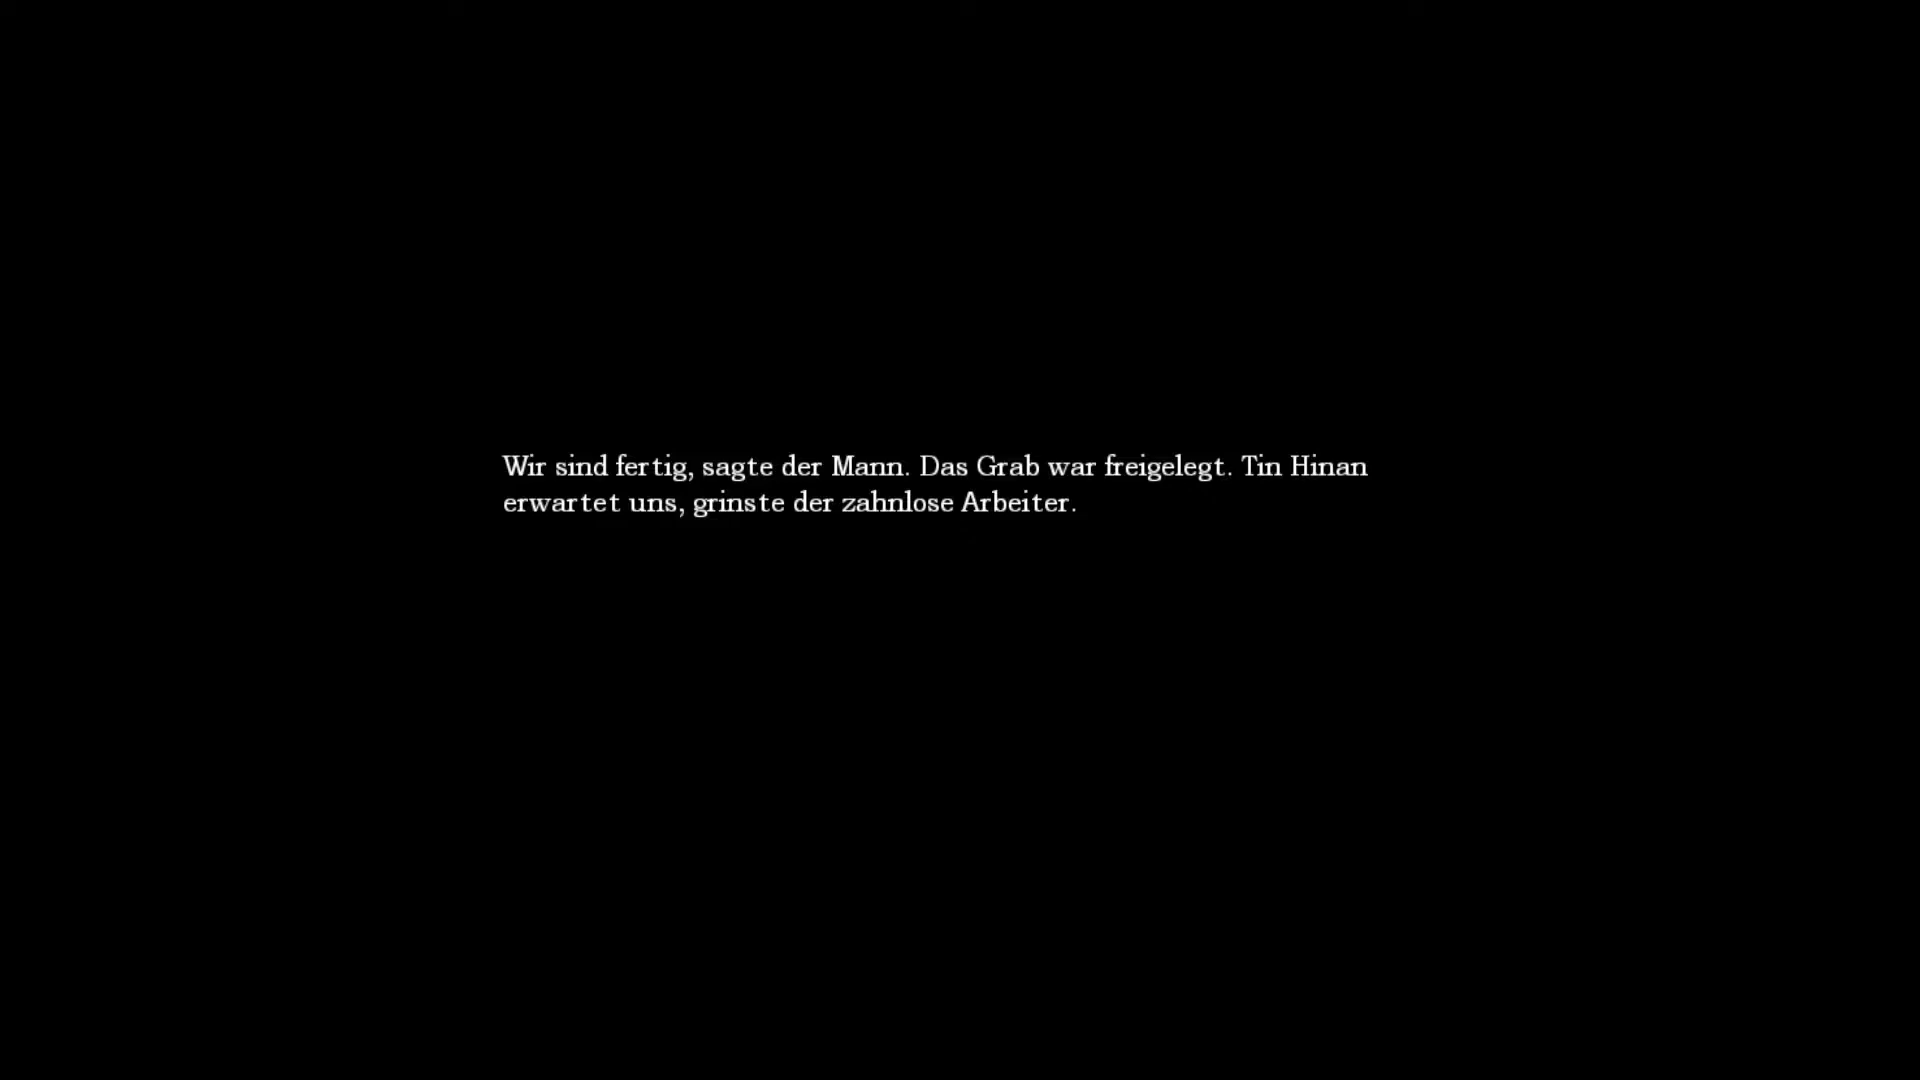 Wir sind fertig, sagte der Mann. Das Grab war freigelegt. Tin Hinan
erwartet uns, grinste der zahnlose Arbeiter.